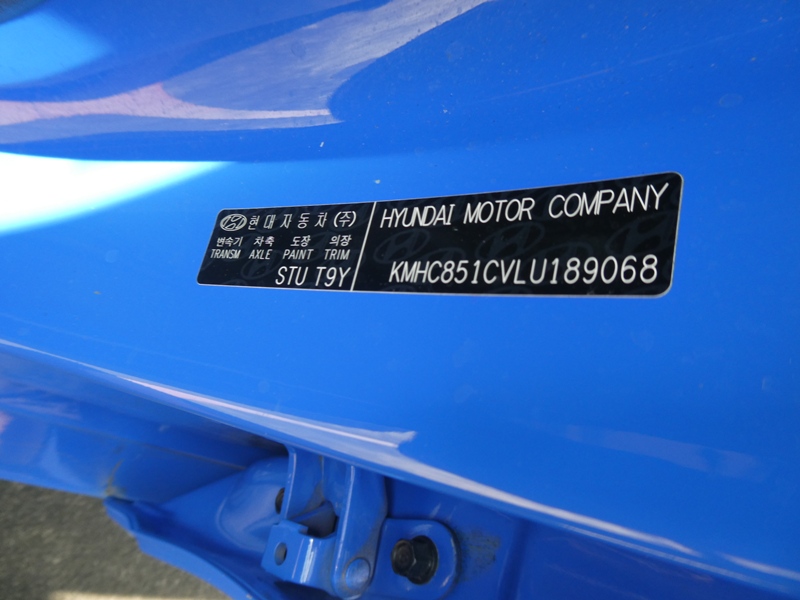 현대자동차(주)
변속기 차축 도장 의장
TRANSM AXLE PAINT TRIM
STU T9Y
HYUNDAI MOTOR COMPANY
KMHC851CVLU189068